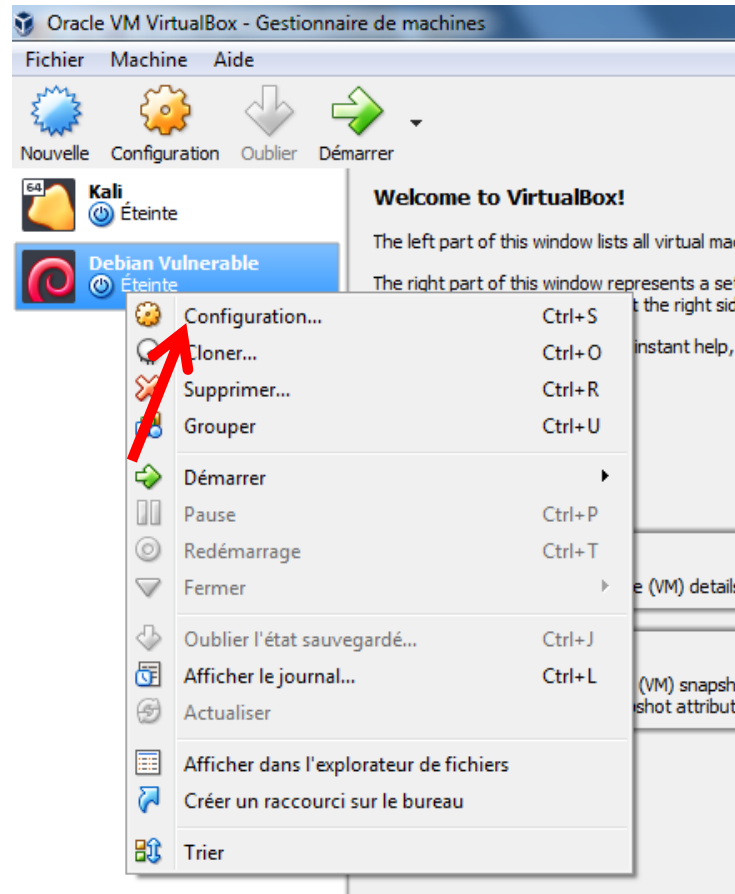 Oracle VM VirtualBox - Gestionnaire de machines
Fichier Machine Aide
Nouvelle Configuration Oublier Démarrer
64
Kali
Éteinte
Debian Vulnerable
Éteinte
Welcome to VirtualBox!
The left part of this window lists all virtual ma
The right part of this window represents a se
t the right sid
instant help,
Configuration... Ctrl+S
Cloner... Ctrl+O
Supprimer... Ctrl+R
Grouper Ctrl+U
Démarrer
Pause Ctrl+P
Redémarrage Ctrl+T
Fermer
Oublier l'état sauvegardé... Ctrl+J
Afficher le journal... Ctrl+L
Actualiser
Afficher dans l'explorateur de fichiers
Créer un raccourci sur le bureau
Trier
e (VM) details
(VM) snapsh
shot attribut